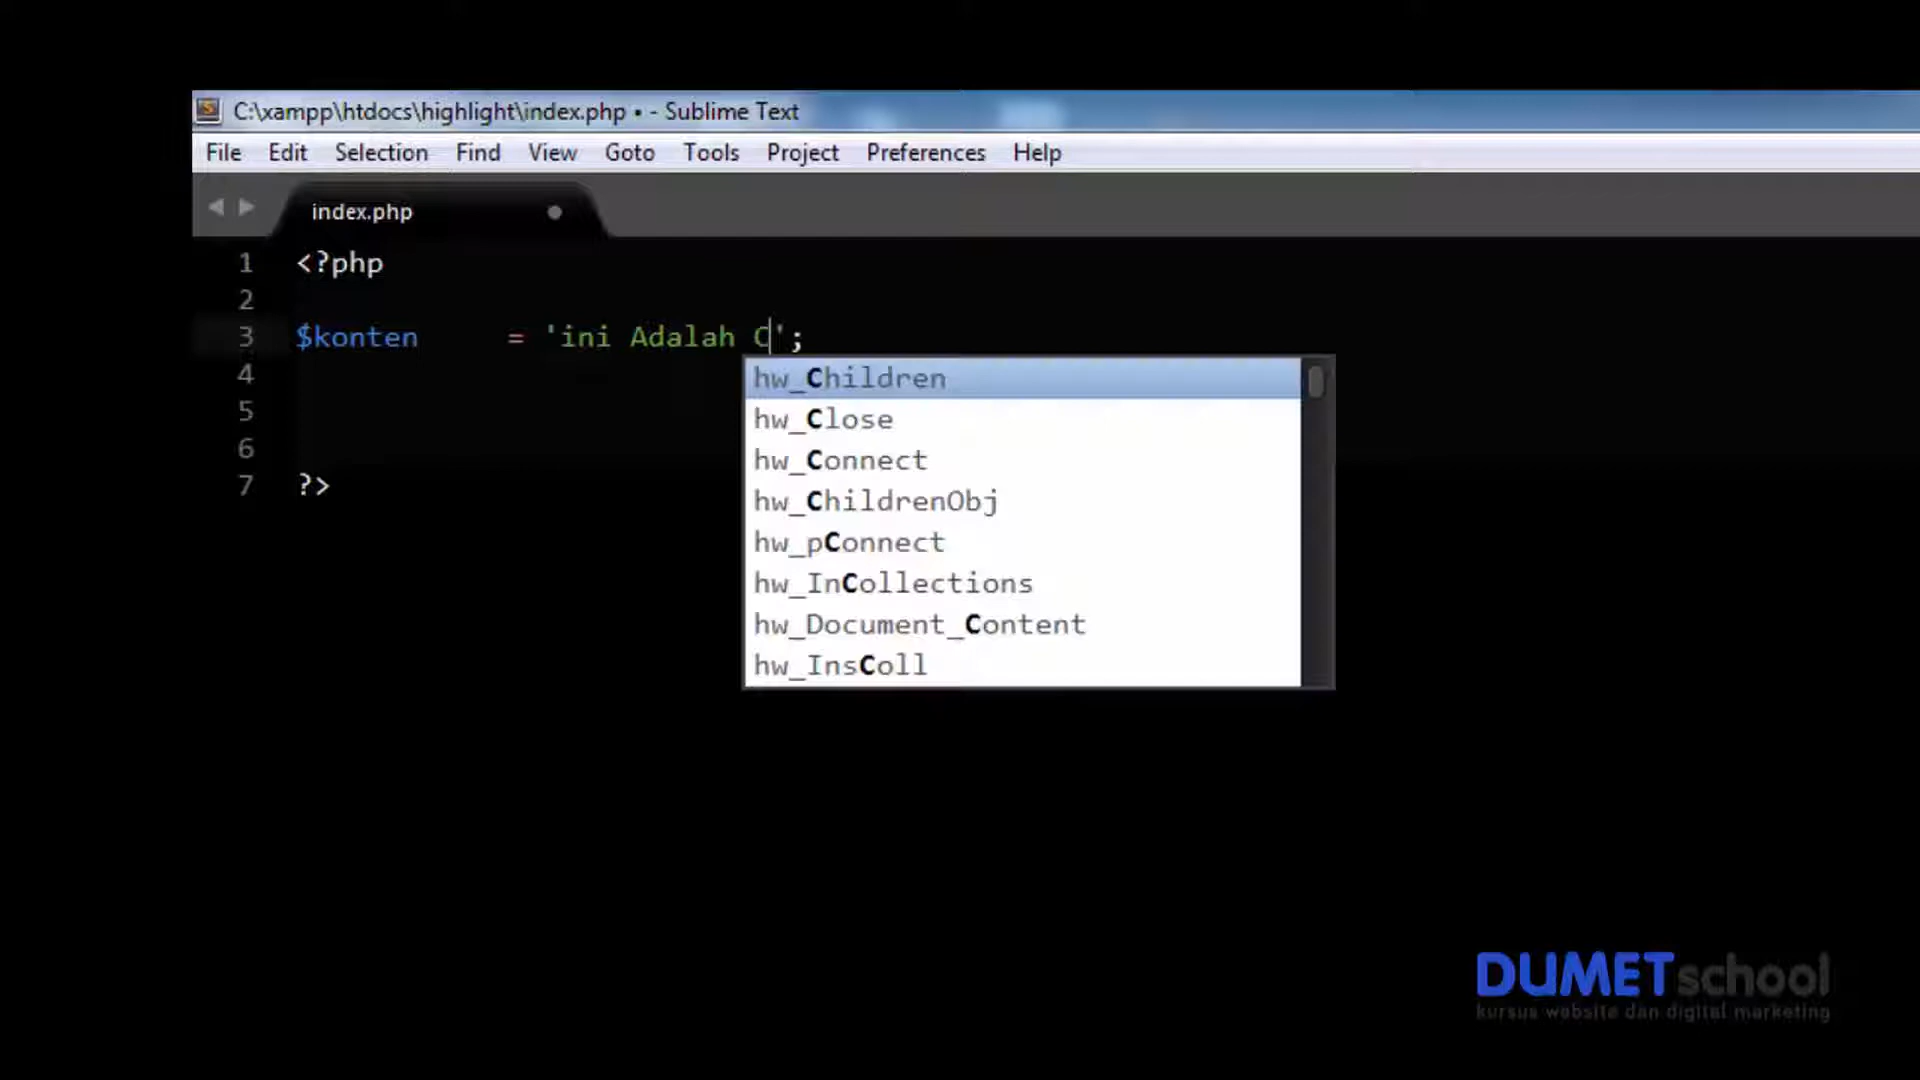 C:\xampp\htdocs\highlight\index.php • - Sublime Text
File Edit Selection Find View Goto Tools Project Preferences Help
index.php
1 <?php
2
3 $konten = 'ini Adalah C';
4
5
6
7 ?>
hw_Children
hw_Close
hw_Connect
hw_ChildrenObj
hw_pConnect
hw_InCollections
hw_Document_Content
hw_InsColl
DUMETschool
kursus website dan digital marketing